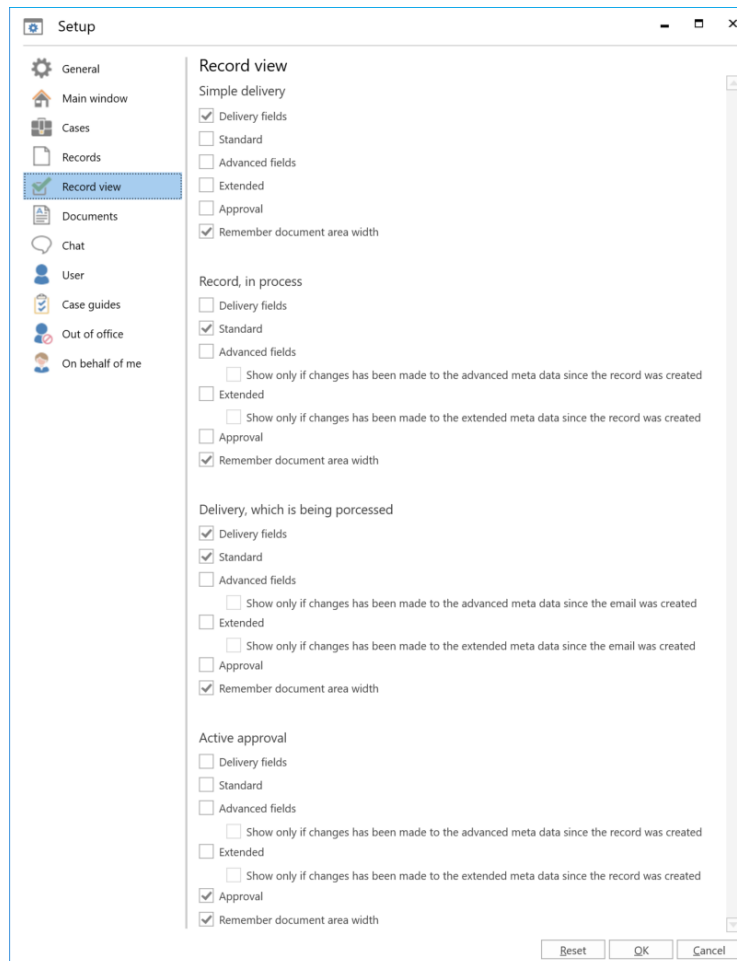 Setup
General
Main window
Cases
Records
Record view
Documents
Chat
User
Case guides
Out of office
On behalf of me
Record view
Simple delivery
Delivery fields
Standard
Advanced fields
Extended
Approval
Remember document area width
Record, in process
Delivery fields
Standard
Advanced fields
Show only if changes has been made to the advanced meta data since the record was created
Extended
Show only if changes has been made to the extended meta data since the record was created
Approval
Remember document area width
Delivery, which is being porcessed
Delivery fields
Standard
Advanced fields
Show only if changes has been made to the advanced meta data since the email was created
Extended
Show only if changes has been made to the extended meta data since the email was created
Approval
Remember document area width
Active approval
Delivery fields
Standard
Advanced fields
Show only if changes has been made to the advanced meta data since the record was created
Extended
Show only if changes has been made to the extended meta data since the record was created
Approval
Remember document area width
Reset OK Cancel